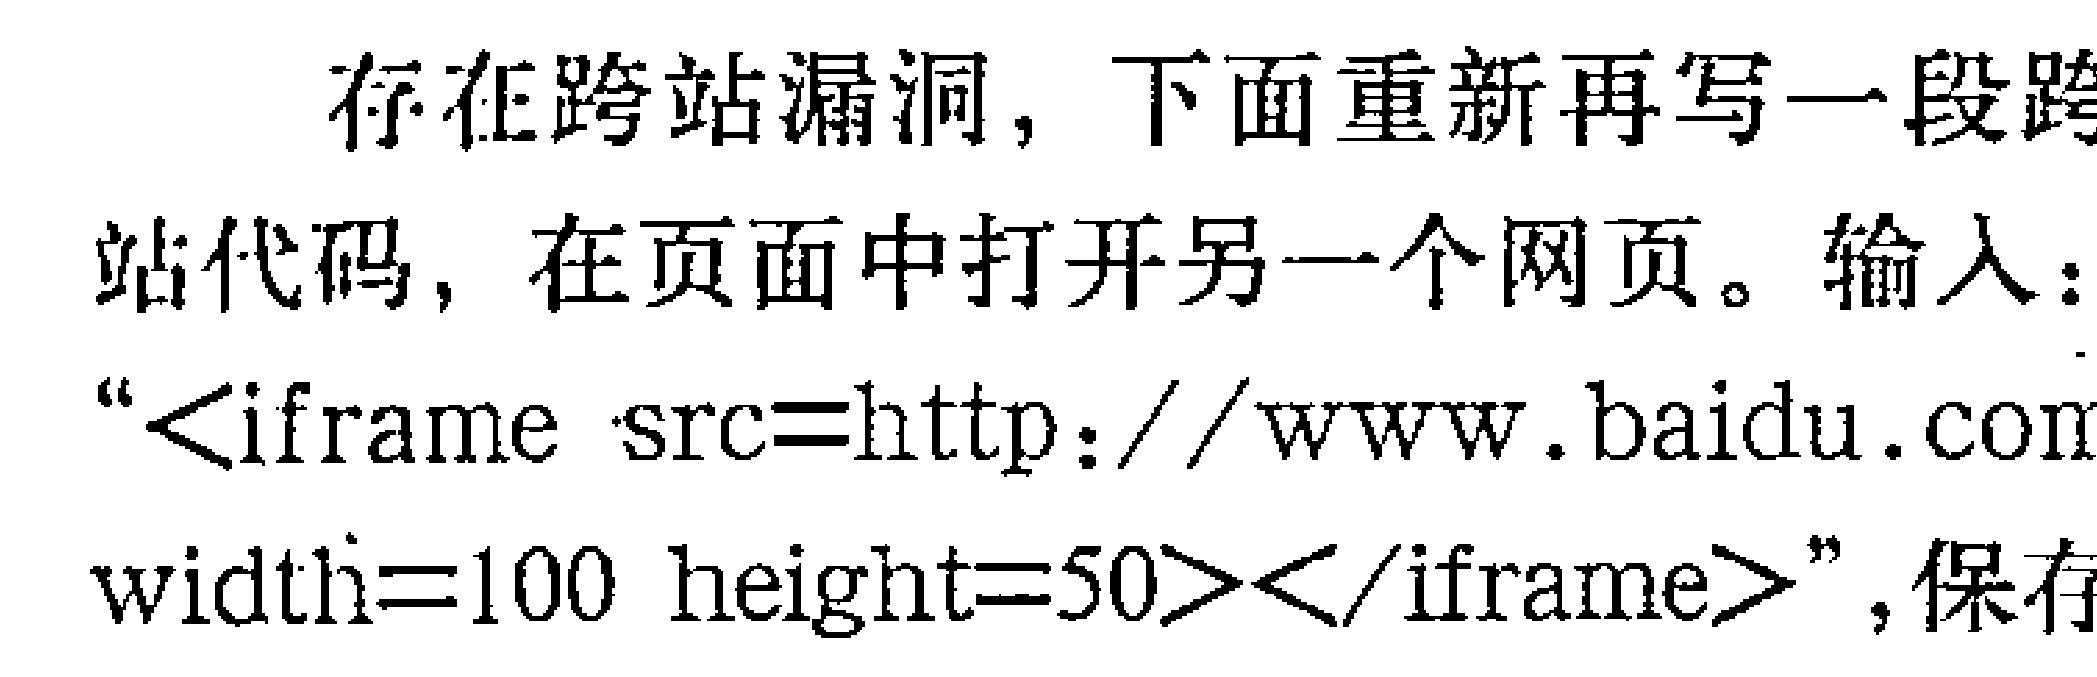 存在跨站漏洞，下面重新再写一段跨
站代码，在页面中打开另一个网页。输入：
“<iframe src=http://www.baidu.com
width=100 height=50></iframe>”,保存